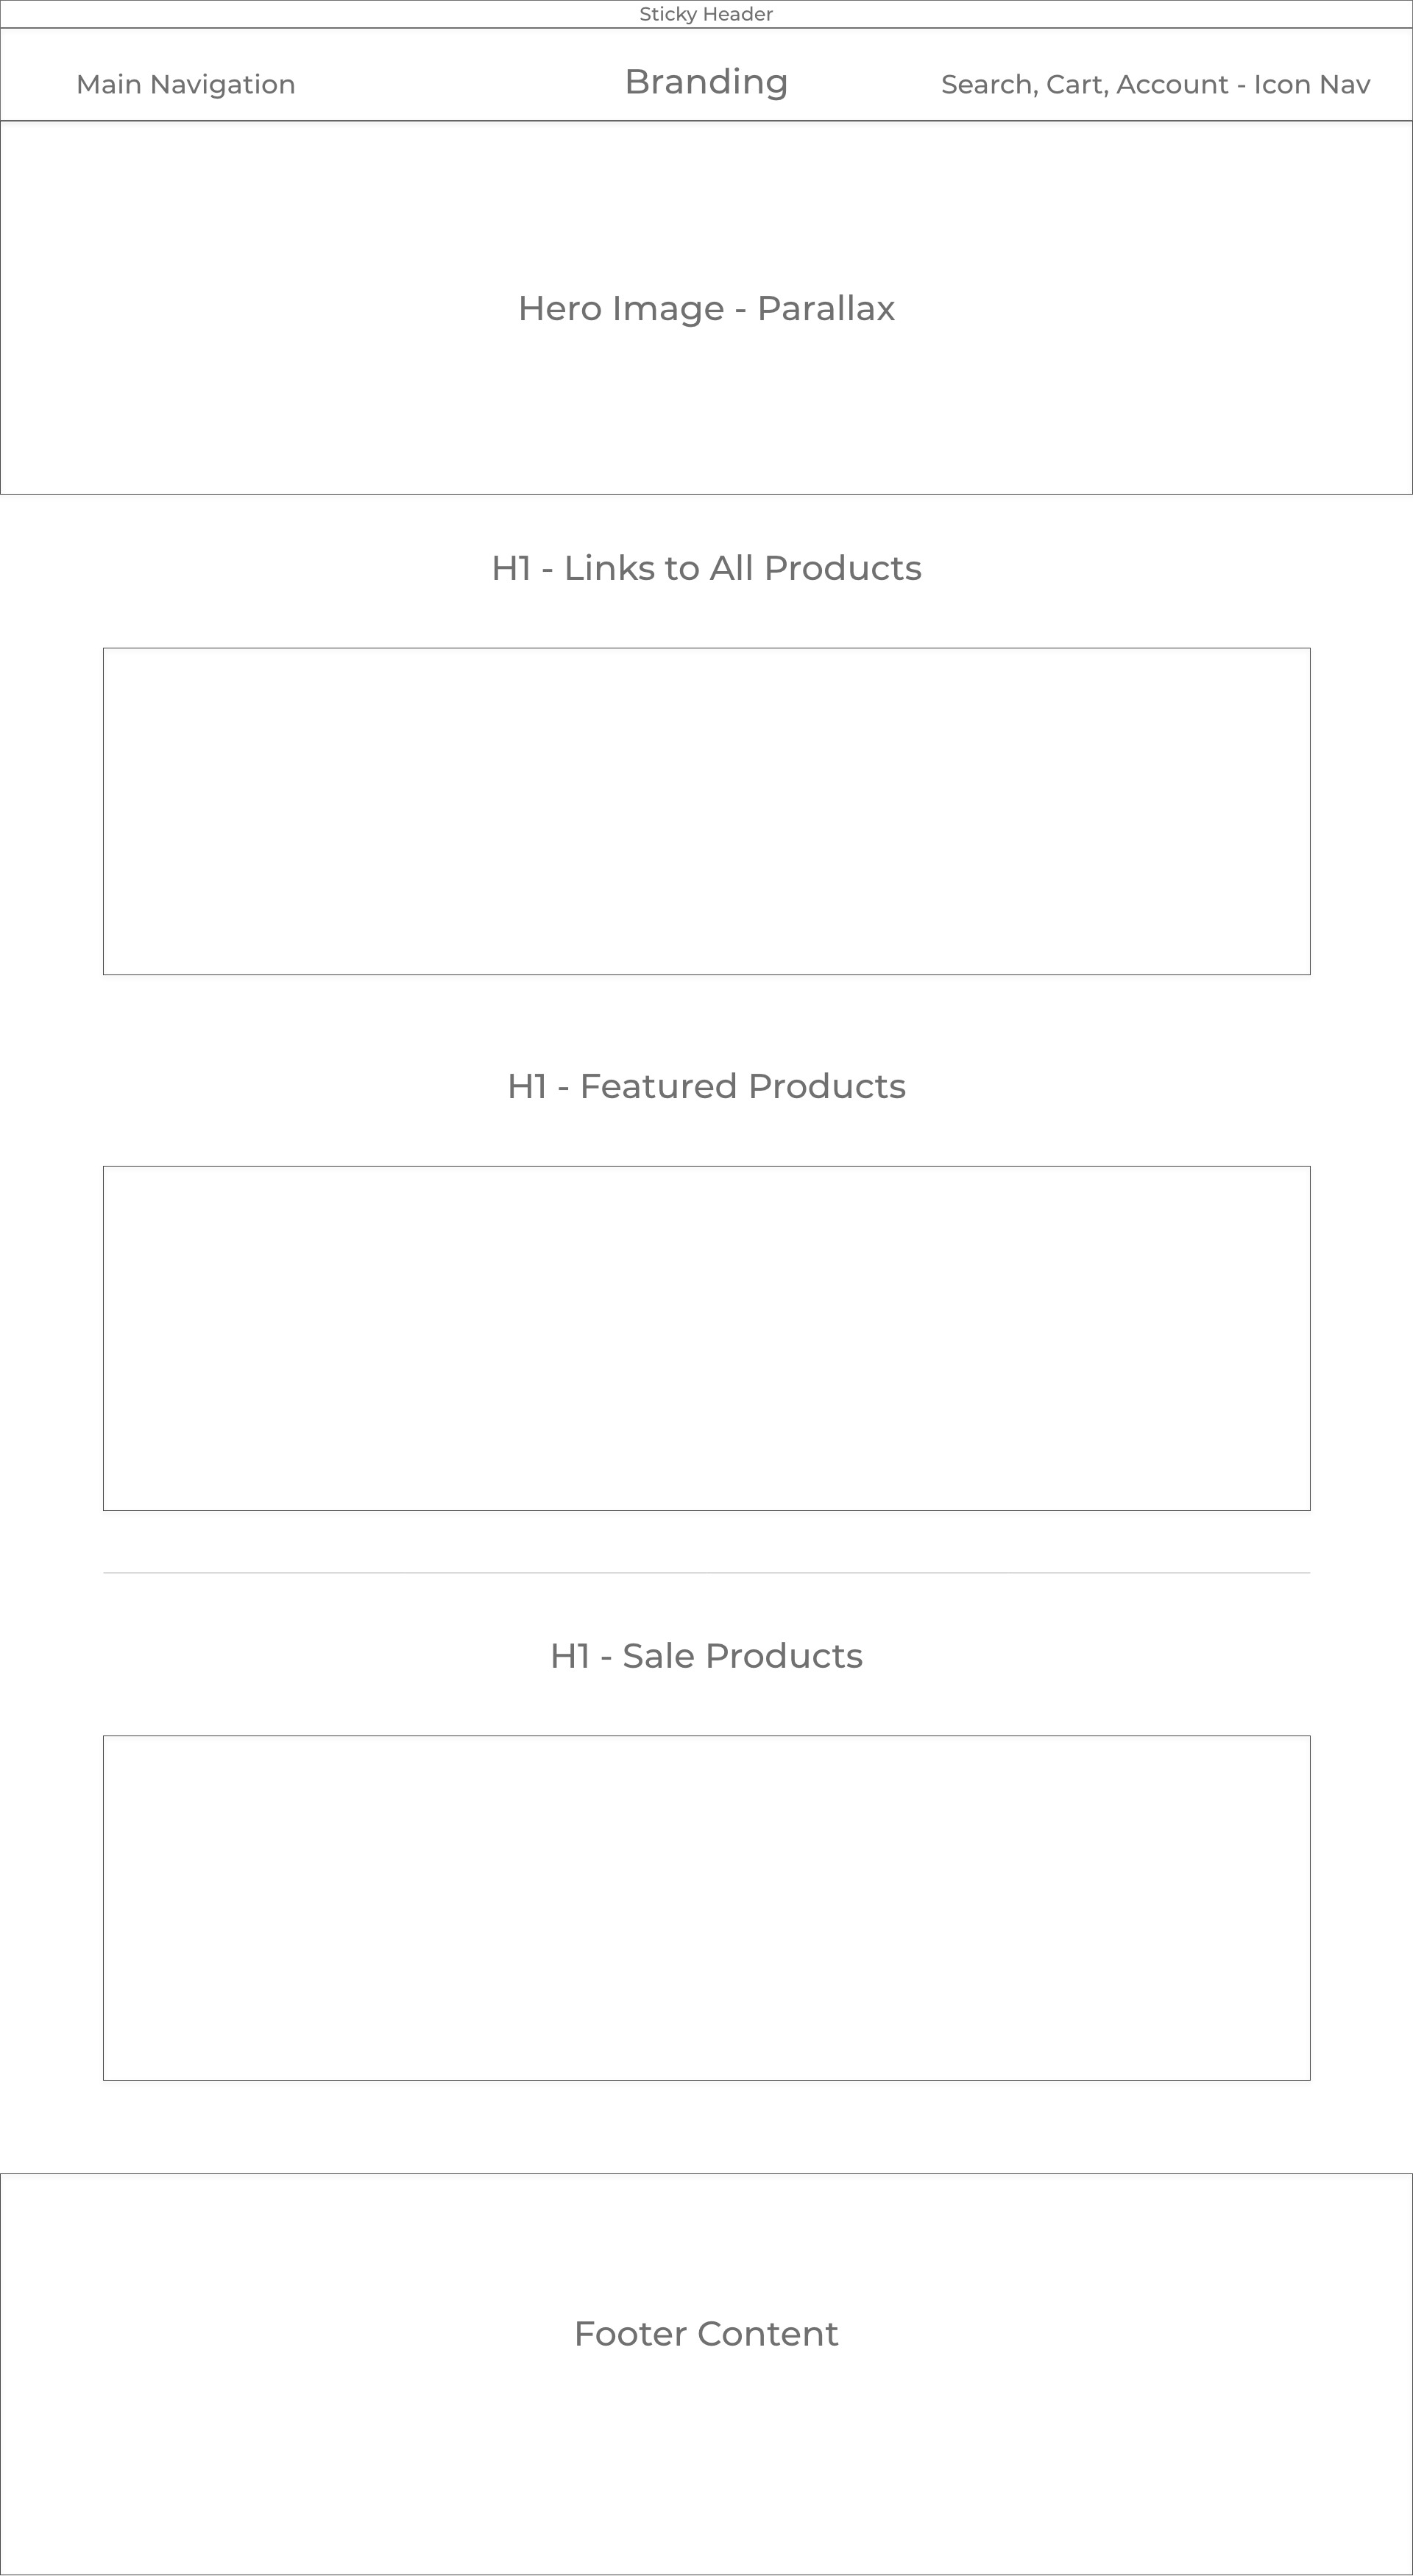 Sticky Header
Main Navigation
Branding
Search, Cart, Account - Icon Nav
Hero Image - Parallax
H1 - Links to All Products
H1 - Featured Products
H1 - Sale Products
Footer Content